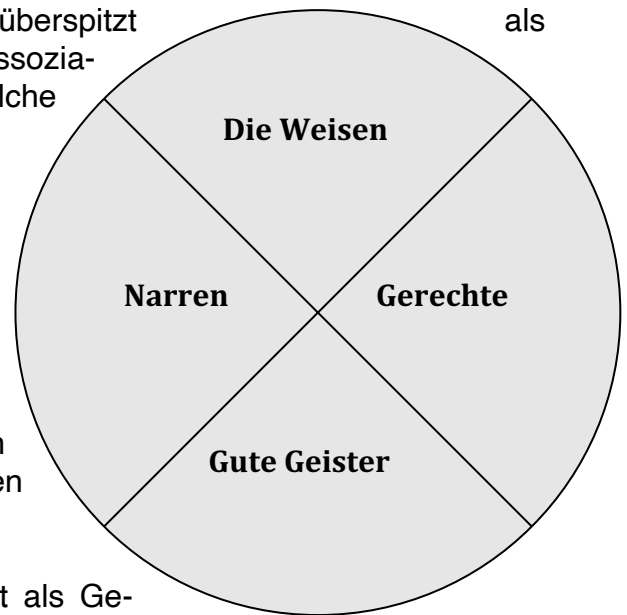 überspitzt als
ssozia-
lche
Die Weisen
Narren Gerechte
Gute Geister
n
en
t als Ge-